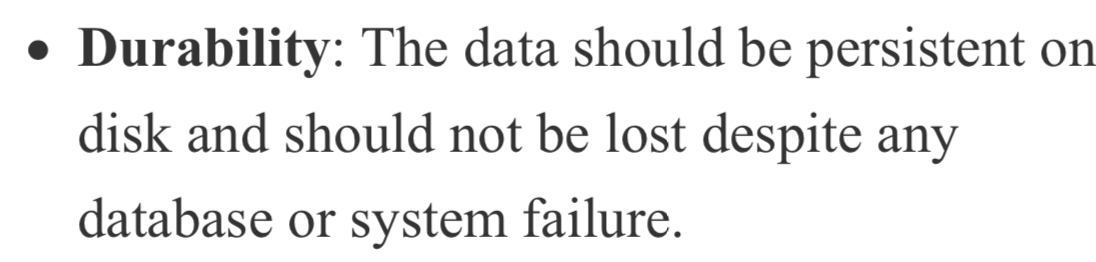 • Durability: The data should be persistent on
disk and should not be lost despite any
database or system failure.